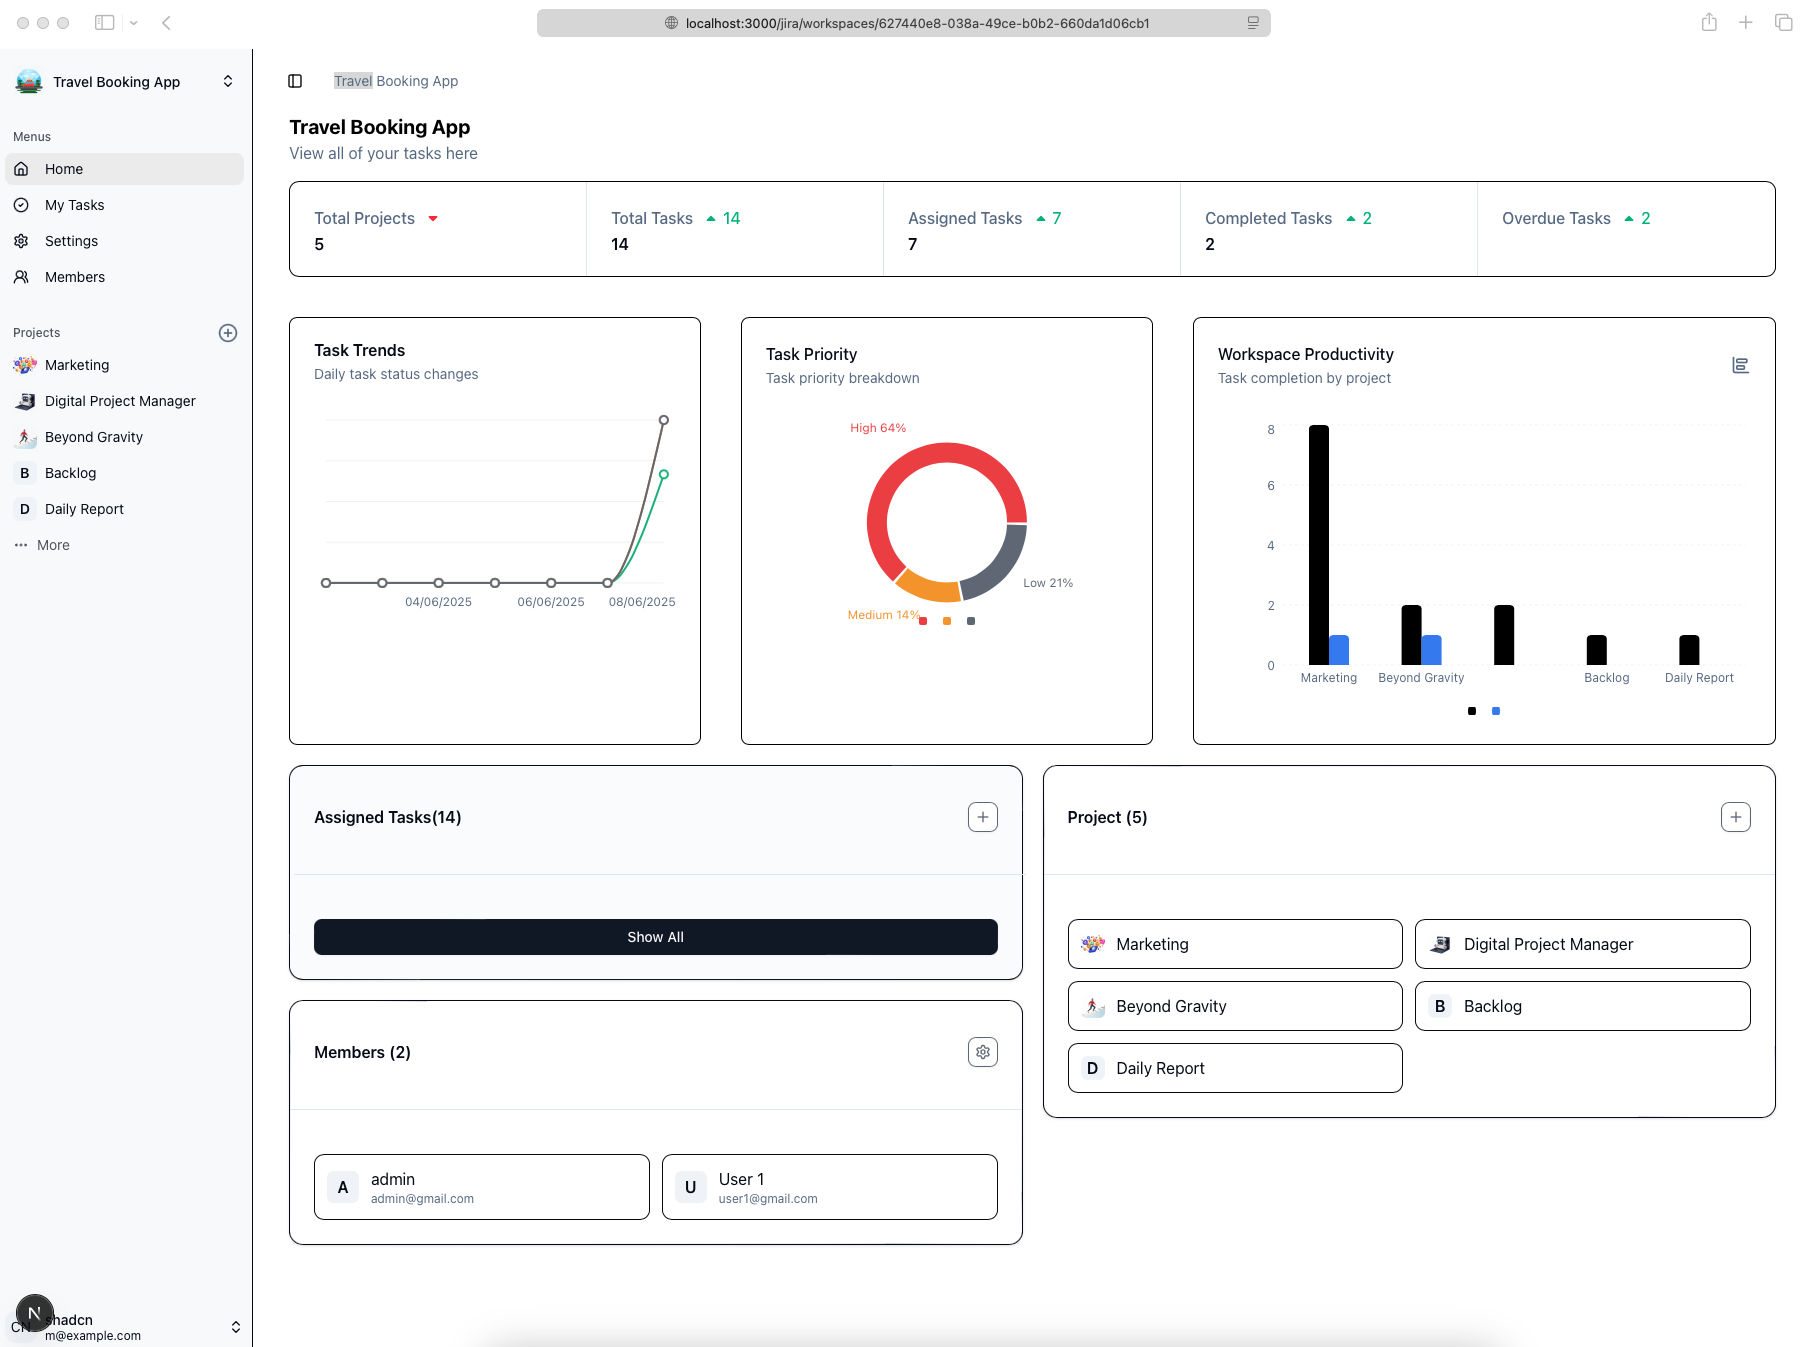 localhost:3000/jira/workspaces/627440e8-038a-49ce-b0b2-660da1d06cb1
Travel Booking App
Menus
Home
My Tasks
Settings
Members
Projects
Marketing
Digital Project Manager
Beyond Gravity
B Backlog
D Daily Report
More
N
CN
shadcn
m@example.com
Travel Booking App
Travel Booking App
View all of your tasks here
Total Projects
5
Total Tasks 14
14
Assigned Tasks 7
7
Completed Tasks 2
2
Overdue Tasks 2
Task Trends
Daily task status changes
04/06/2025 06/06/2025 08/06/2025
Task Priority
Task priority breakdown
High 64%
Low 21%
Medium 14%
Workspace Productivity
Task completion by project
8
6
4
2
0
Marketing Beyond Gravity Backlog Daily Report
Assigned Tasks(14)
Show All
Members (2)
A
admin
admin@gmail.com
U
User 1
user1@gmail.com
Project (5)
Marketing
Digital Project Manager
Beyond Gravity
B Backlog
D Daily Report